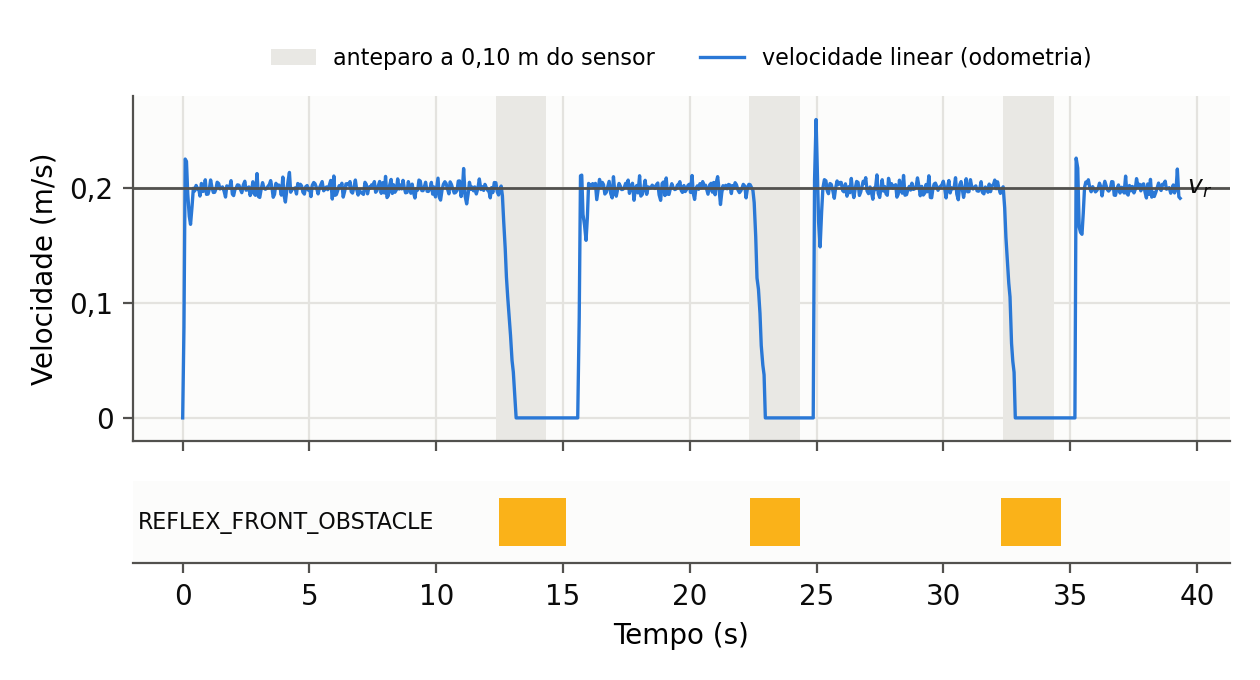 anteparo a 0,10 m do sensor velocidade linear (odometria)
Velocidade (m/s)
0,2
0,1
0
v_r
REFLEX_FRONT_OBSTACLE
0 5 10 15 20 25 30 35 40
Tempo (s)